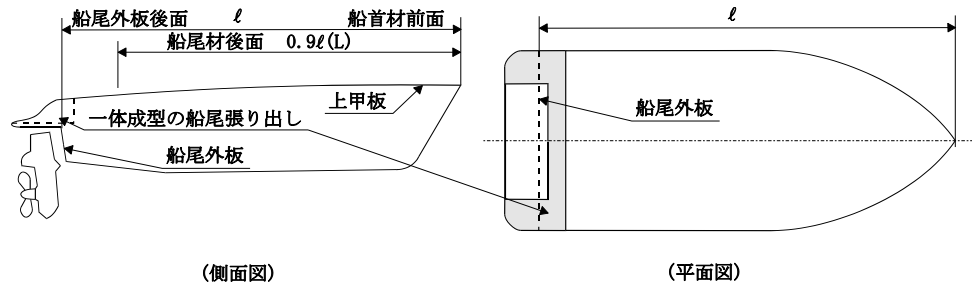 船尾外板後面 ℓ 船首材前面
船尾材後面 0.9ℓ(L)
上甲板
一体成型の船尾張り出し
船尾外板
(側面図)
ℓ
船尾外板
(平面図)